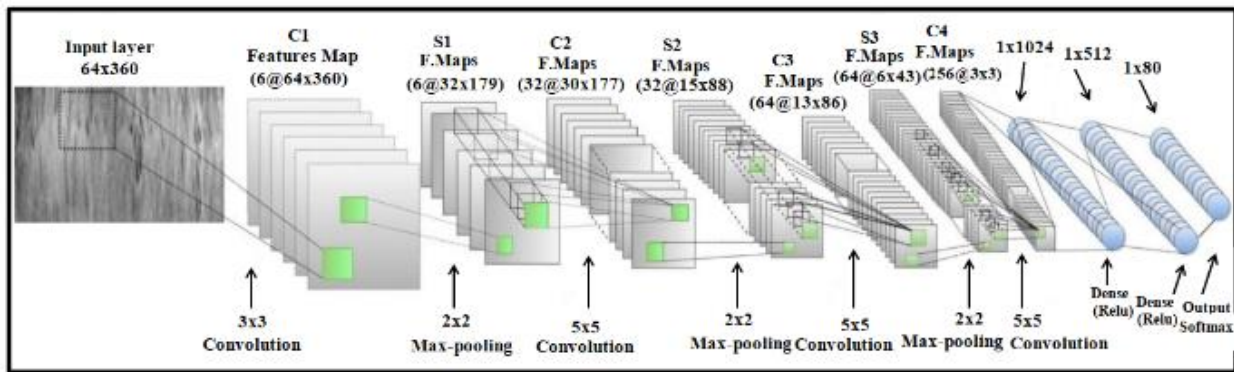 Input layer
64x360
C1
Features Map
(6@64x360)
S1
F.Maps
(6@32x179)
C2
F.Maps
(32@30x177)
S2
F.Maps
(32@15x88)
C3
F.Maps
(64@13x86)
S3
F.Maps
(64@6x43)
C4
F.Maps
(256@3x3)
1x1024
1x512
1x80
3x3
Convolution
2x2
Max-pooling
5x5
Convolution
2x2
Max-pooling
5x5
Convolution
2x2
Max-pooling
5x5
Convolution
Dense
(Relu)
Dense
(Relu)
Output
Softmax